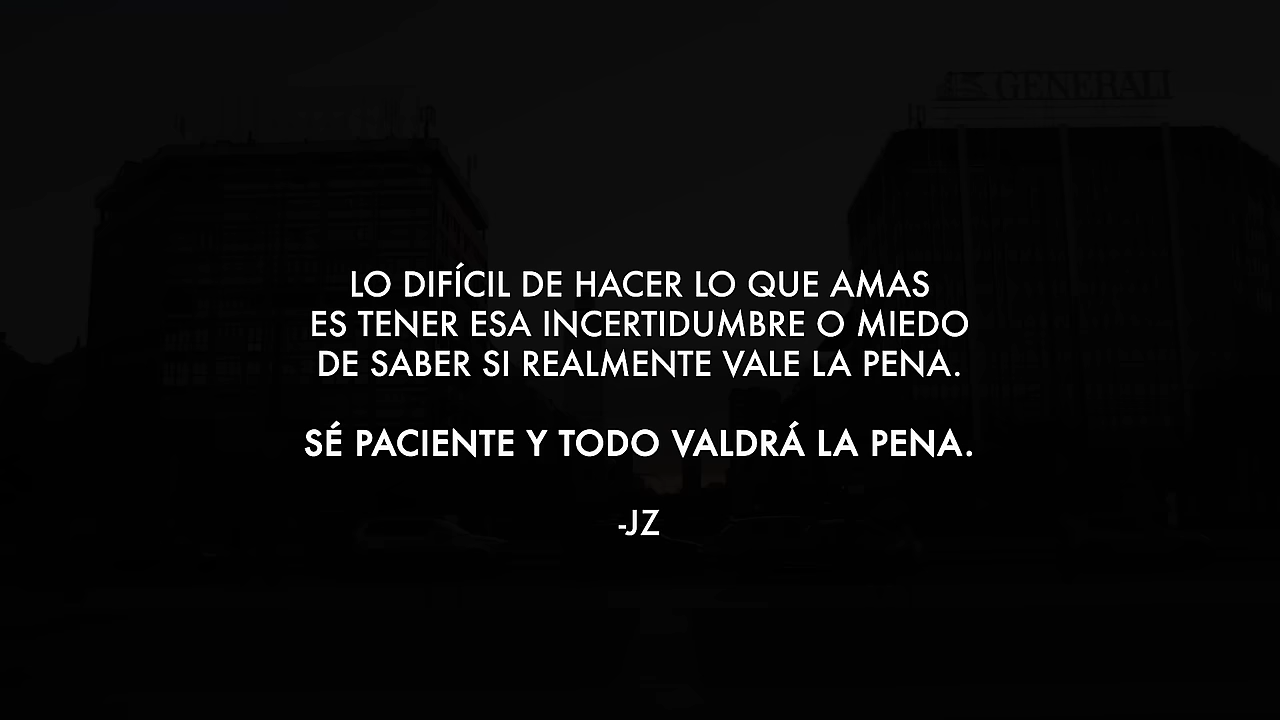 GENERALI
LO DIFÍCIL DE HACER LO QUE AMAS
ES TENER ESA INCERTIDUMBRE O MIEDO
DE SABER SI REALMENTE VALE LA PENA.
SÉ PACIENTE Y TODO VALDRÁ LA PENA.
-JZ